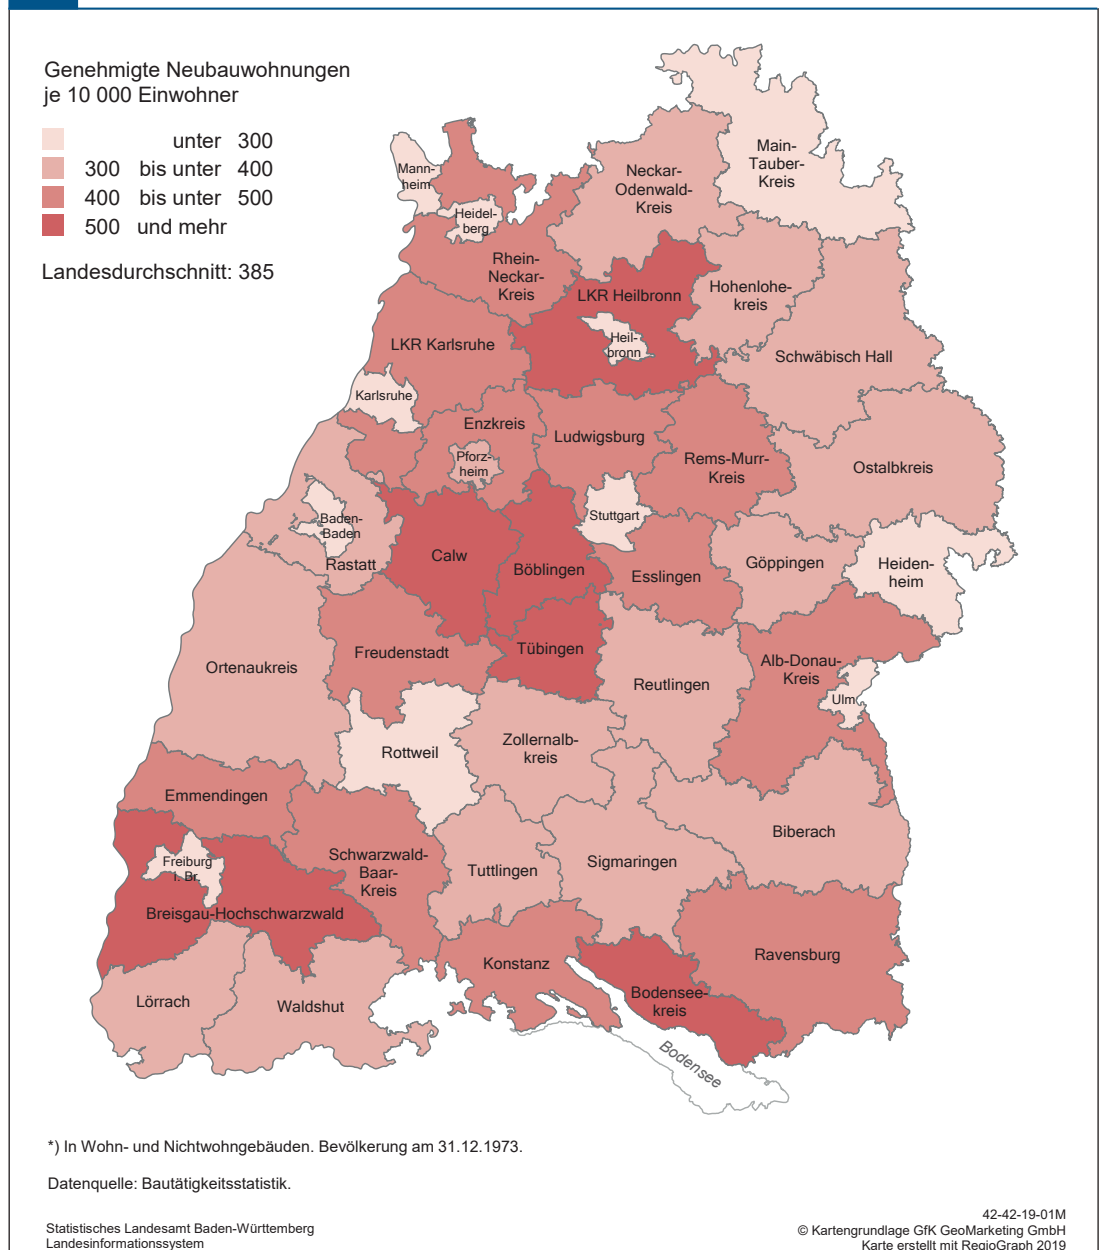 Genehmigte Neubauwohnungen
je 10 000 Einwohner
unter 300
300 bis unter 400
400 bis unter 500
500 und mehr
Landesdurchschnitt: 385
Main-
Tauber-
Kreis
Mann-
heim
Neckar-
Odenwald-
Kreis
Heidel-
berg
Rhein-
Neckar-
Kreis
LKR Heilbronn
Hohenlohe-
kreis
Heil-
bronn
LKR Karlsruhe
Schwäbisch Hall
Karlsruhe
Enzkreis
Ludwigsburg
Pforz-
heim
Rems-Murr-
Kreis
Ostalbkreis
Stuttgart
Baden-
Baden
Rastatt
Calw
Böblingen
Esslingen
Göppingen
Heiden-
heim
Freudenstadt
Tübingen
Ortenaukreis
Reutlingen
Alb-Donau-
Kreis
Ulm
Rottweil
Zollernalb-
kreis
Emmendingen
Biberach
Schwarzwald-
Baar-
Kreis
Tuttlingen
Sigmaringen
Freiburg
i. Br.
Breisgau-Hochschwarzwald
Konstanz
Ravensburg
Bodensee-
kreis
Lörrach
Waldshut
Bodensee
*) In Wohn- und Nichtwohngebäuden. Bevölkerung am 31.12.1973.
Datenquelle: Bautätigkeitsstatistik.
Statistisches Landesamt Baden-Württemberg
Landesinformationssystem
42-42-19-01M
© Kartengrundlage GfK GeoMarketing GmbH
Karte erstellt mit RegioGraph 2019